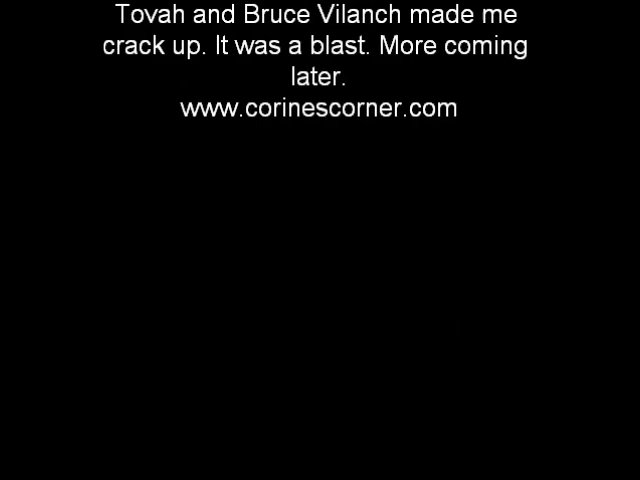 Tovah and Bruce Vilanch made me
crack up. It was a blast. More coming
later.
www.corinescorner.com